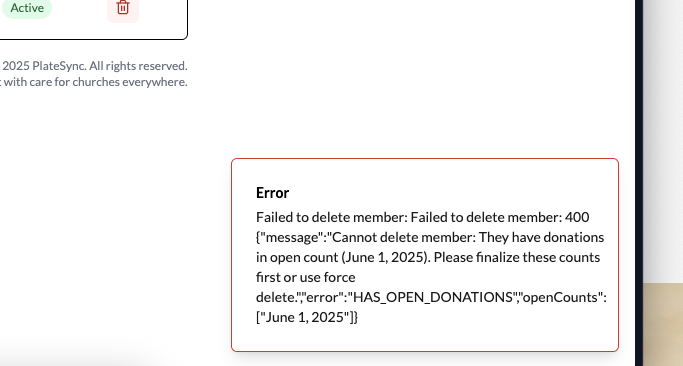 Active
2025 PlateSync. All rights reserved.
with care for churches everywhere.
Error
Failed to delete member: Failed to delete member: 400
{"message":"Cannot delete member: They have donations
in open count (June 1, 2025). Please finalize these counts
first or use force
delete.","error":"HAS_OPEN_DONATIONS","openCounts":
["June 1, 2025"]}